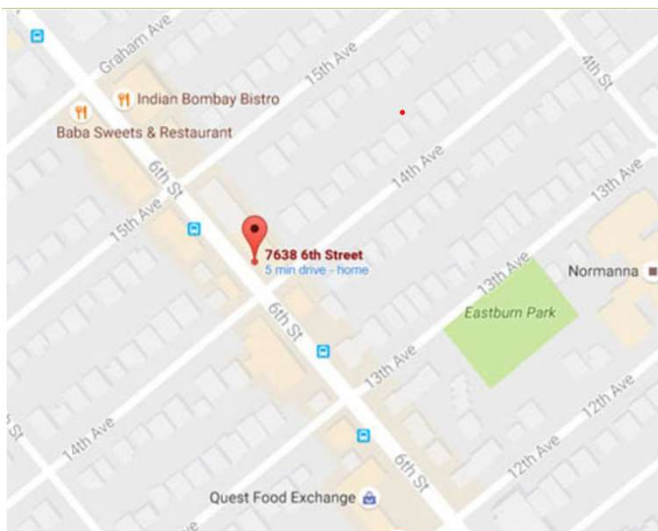 Graham Ave
15th Ave
4th St
Indian Bombay Bistro
Baba Sweets & Restaurant
6th St
14th Ave
13th Ave
15th Ave
7638 6th Street
5 min drive - home
13th Ave
Normanna
Eastburn Park
6th St
13th Ave
12th Ave
14th Ave
12th Ave
6th St
Quest Food Exchange